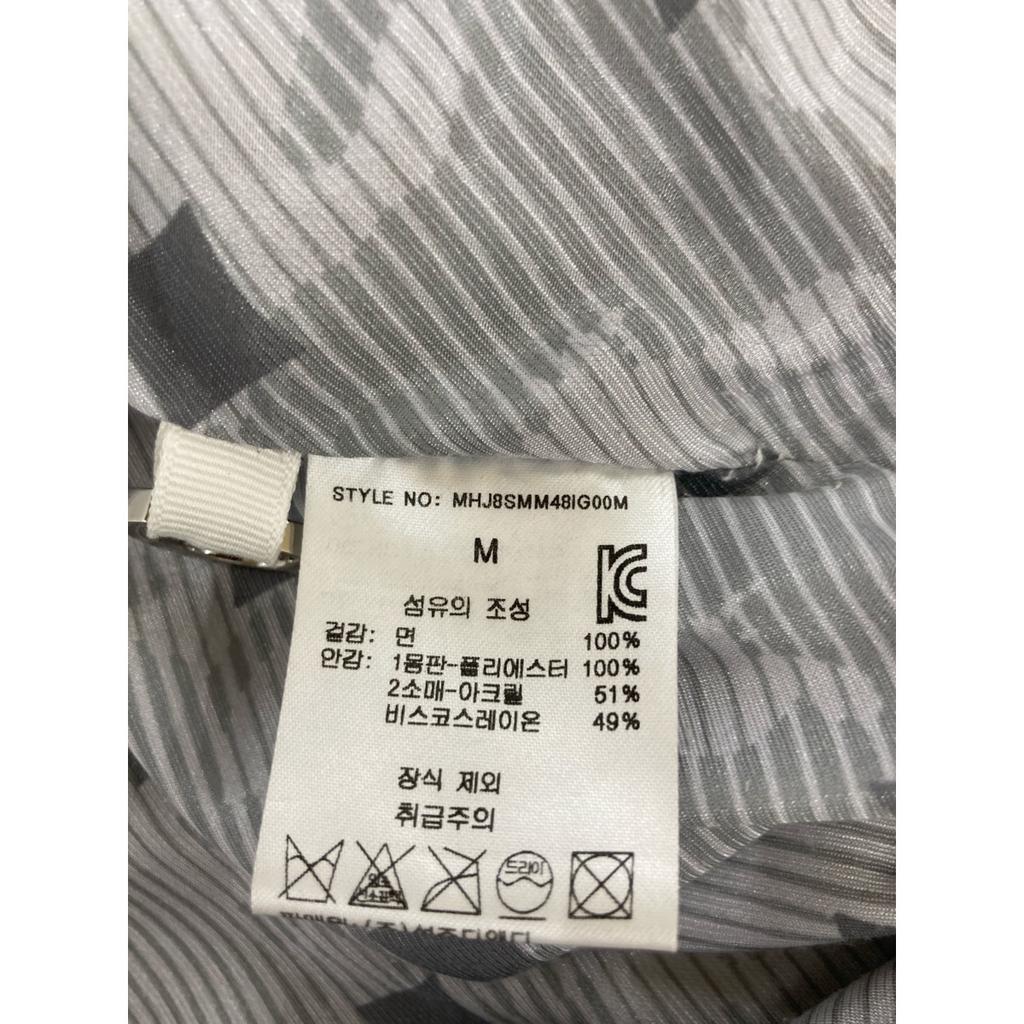 STYLE NO: MHJ8SMM48IG00M
M
섬유의 조성
겉감: 면 100%
안감: 1몸판-폴리에스터 100%
2소매-아크릴 51%
비스코스레이온 49%
장식 제외
취급주의
드라이